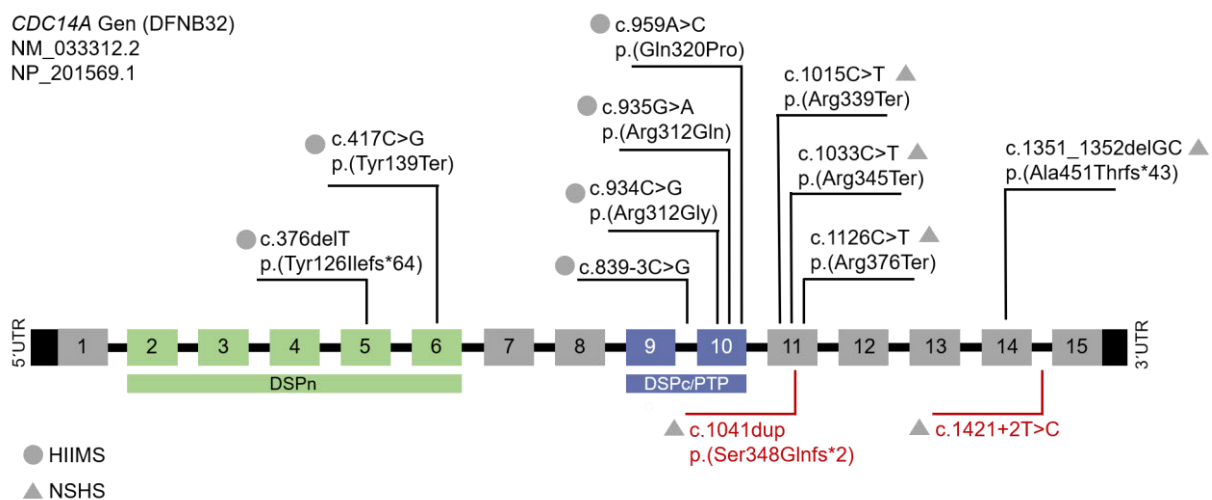 CDC14A Gen (DFNB32)
NM_033312.2
NP_201569.1
c.959A>C
p.(Gln320Pro)
c.1015C>T
p.(Arg339Ter)
c.935G>A
p.(Arg312Gln)
c.417C>G
p.(Tyr139Ter)
c.1033C>T
p.(Arg345Ter)
c.1351_1352delGC
p.(Ala451Thrfs*43)
c.934C>G
p.(Arg312Gly)
c.376delT
p.(Tyr126Ilefs*64)
c.1126C>T
p.(Arg376Ter)
c.839-3C>G
5'UTR
1
2
3
4
5
6
7
8
9
10
11
12
13
14
15
3'UTR
DSPn
DSPc/PTP
c.1041dup
p.(Ser348Glnfs*2)
c.1421+2T>C
HIIMS
NSHS